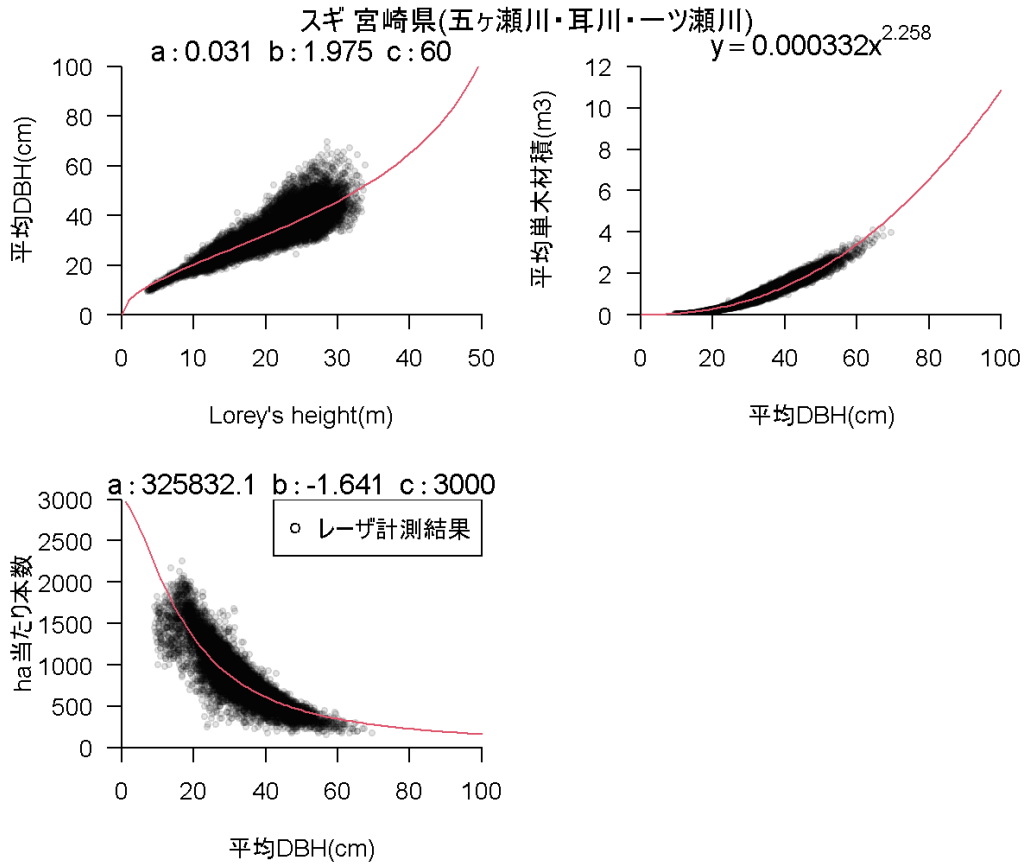 スギ 宮崎県(五ヶ瀬川・耳川・一ツ瀬川)
a : 0.031 b : 1.975 c : 60
100
80
60
40
20
0
平均DBH(cm)
0 10 20 30 40 50
Lorey's height(m)
y = 0.000332x^2.258
12
10
8
6
4
2
0
平均単木材積(m3)
0 20 40 60 80 100
平均DBH(cm)
a : 325832.1 b : -1.641 c : 3000
レーザ計測結果
3000
2500
2000
1500
1000
500
0
ha当たり本数
0 20 40 60 80 100
平均DBH(cm)